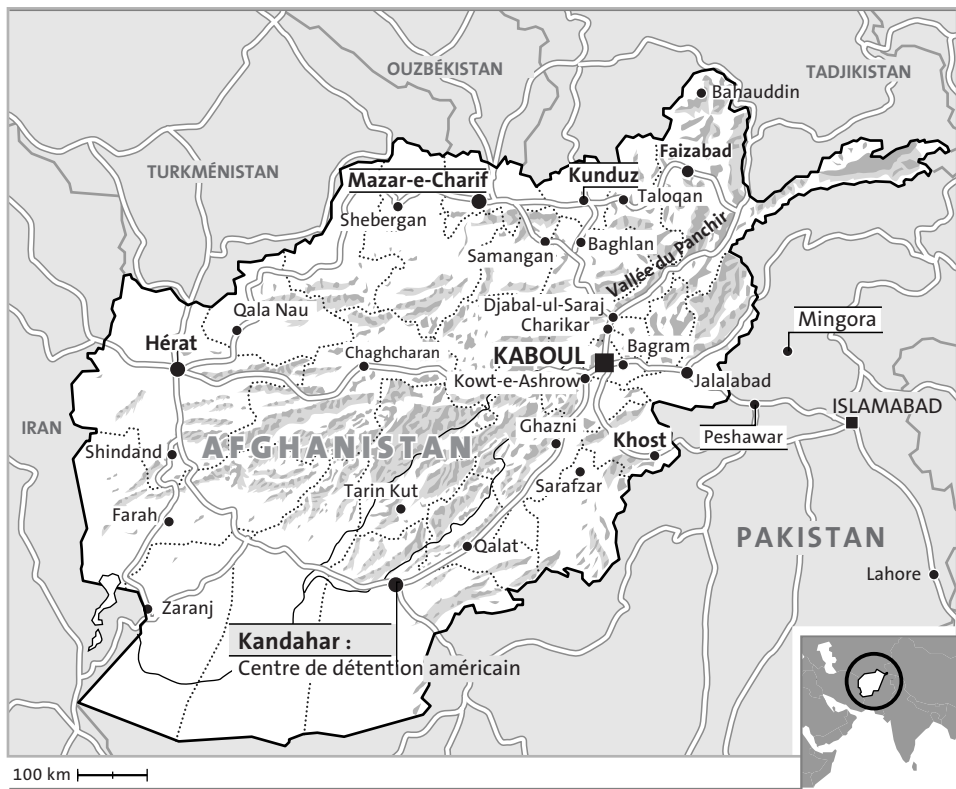 OUZBÉKISTAN
TADJIKISTAN
Bahauddin
TURKMÉNISTAN
Faizabad
Mazar-e-Charif
Kunduz
Shebergan
Taloqan
Samangan
Baghlan
Vallée du Panchir
Djabal-ul-Saraj
Charikar
Qala Nau
Mingora
Hérat
Chaghcharan
KABOUL
Bagram
Kowt-e-Ashrow
Jalalabad
ISLAMABAD
IRAN
AFGHANISTAN
Ghazni
Khost
Peshawar
Shindand
Sarafzar
Tarin Kut
Farah
Qalat
PAKISTAN
Lahore
Zaranj
Kandahar :
Centre de détention américain
100 km